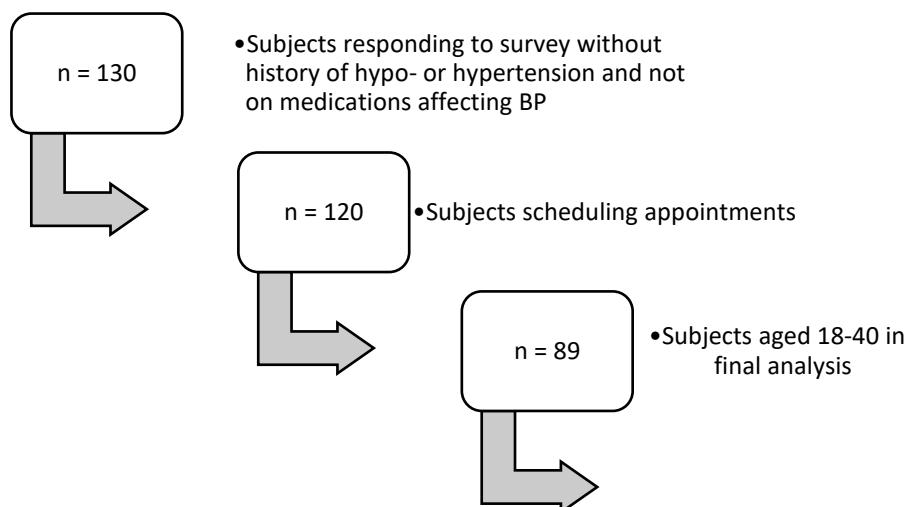 n = 130
•Subjects responding to survey without
history of hypo- or hypertension and not
on medications affecting BP
n = 120
•Subjects scheduling appointments
n = 89
•Subjects aged 18-40 in
final analysis